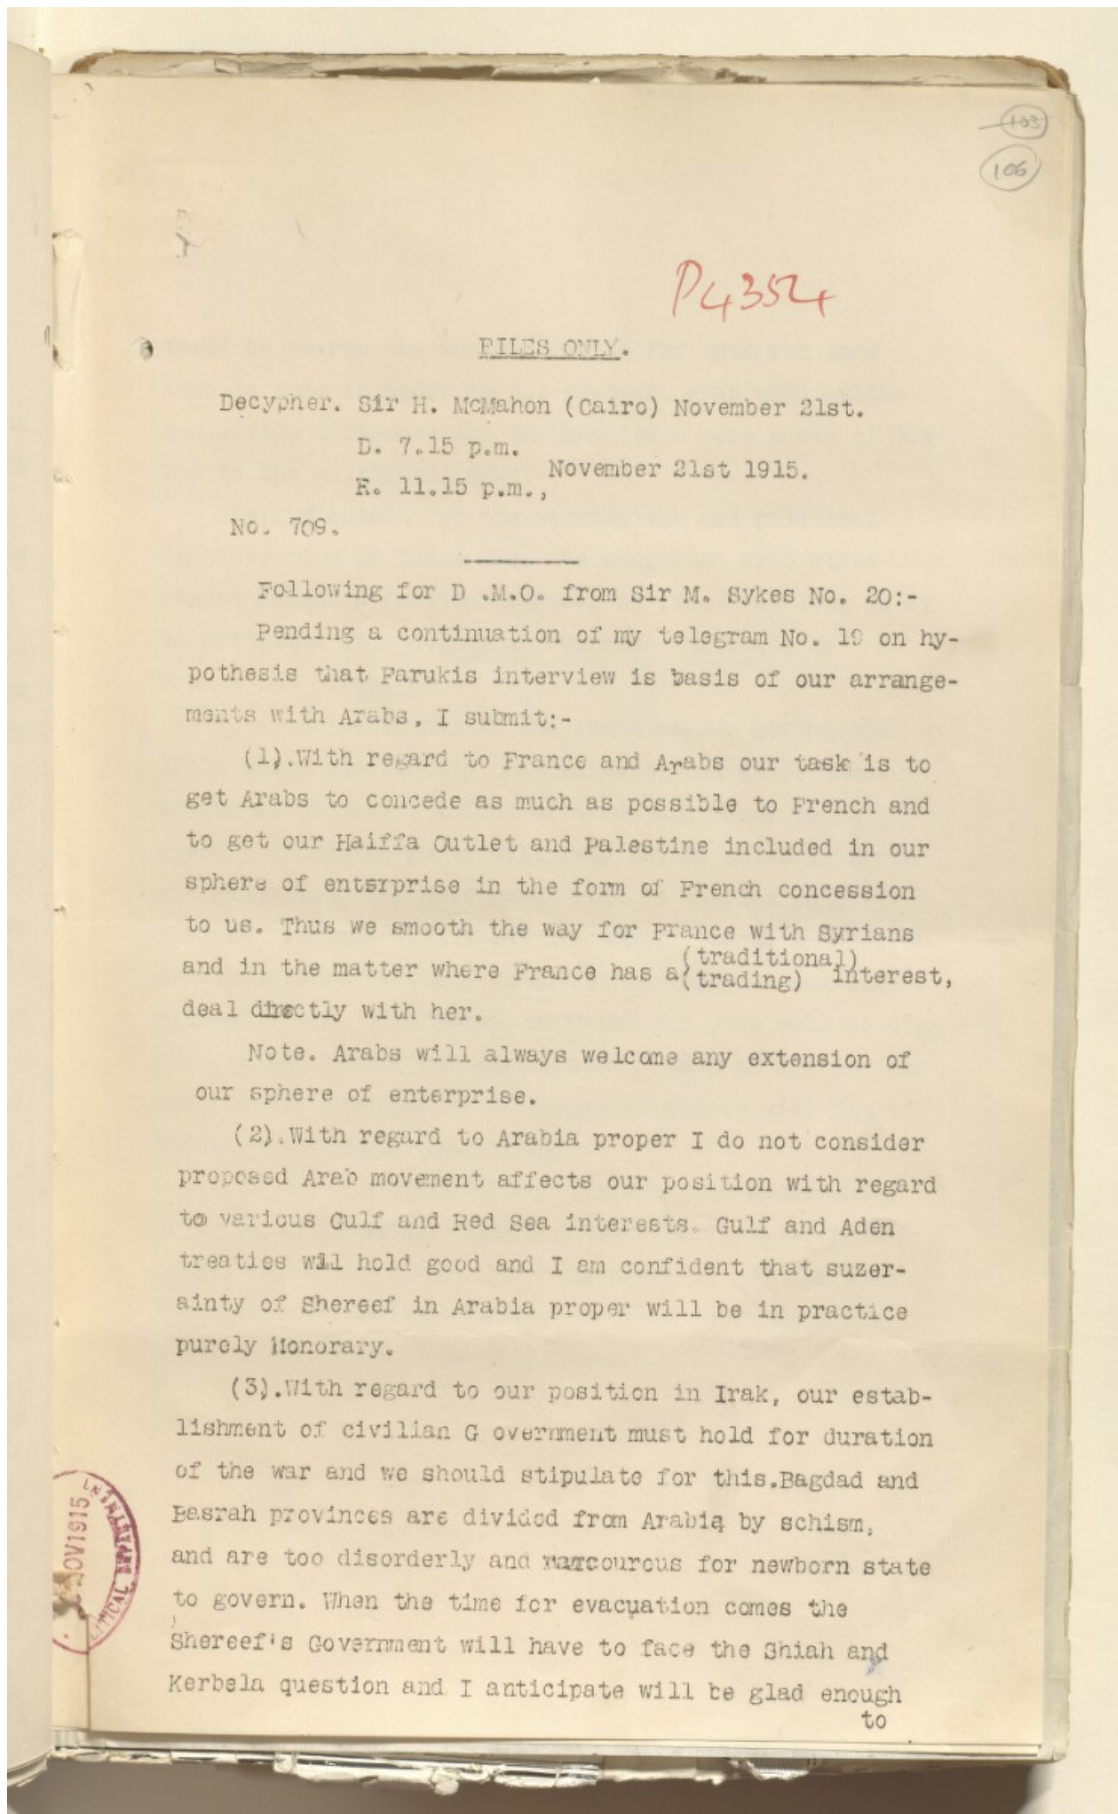 103
106
P4354
FILES ONLY.
Decypher. Sir H. McMahon (Cairo) November 21st.
D. 7.15 p.m.
November 21st 1915.
R. 11.15 p.m.,
No. 709.
Following for D .M.O. from Sir M. Sykes No. 20:-
Pending a continuation of my telegram No. 19 on hy-
pothesis that Farukis interview is basis of our arrange-
ments with Arabs, I submit:-
(1).With regard to France and Arabs our task is to
get Arabs to concede as much as possible to French and
to get our Haiffa Outlet and Palestine included in our
sphere of enterprise in the form of French concession
to us. Thus we smooth the way for France with Syrians
(traditional)
and in the matter where France has a(trading) interest,
deal directly with her.
Note. Arabs will always welcome any extension of
our sphere of enterprise.
(2).With regard to Arabia proper I do not consider
proposed Arab movement affects our position with regard
to various Gulf and Red Sea interests. Gulf and Aden
treaties will hold good and I am confident that suzer-
ainty of Shereef in Arabia proper will be in practice
purely Honorary.
(3).With regard to our position in Irak, our estab-
lishment of civilian G overnment must hold for duration
of the war and we should stipulate for this.Bagdad and
Basrah provinces are divided from Arabia by schism,
and are too disorderly and rancourous for newborn state
to govern. When the time for evacuation comes the
Shereef's Government will have to face the Shiah and
Kerbela question and I anticipate will be glad enough
to
NOV1915